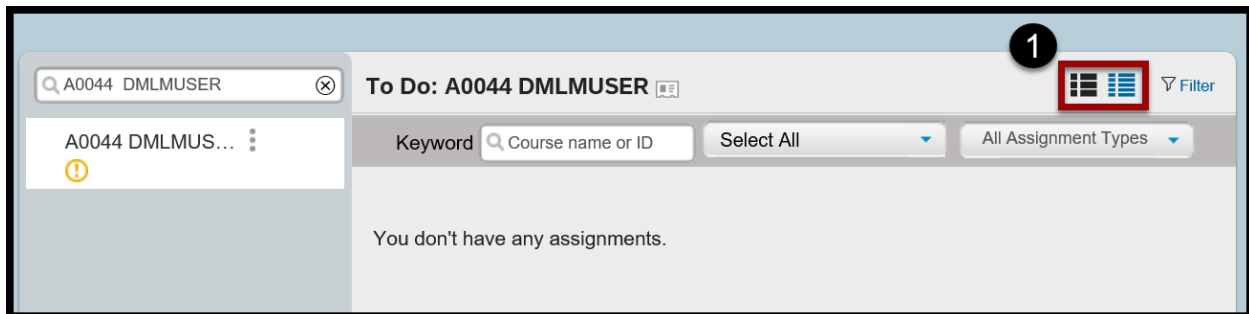 1
A0044 DMLMUSER
To Do: A0044 DMLMUSER
Filter
A0044 DMLMUS...
Keyword
Course name or ID
Select All
All Assignment Types
You don't have any assignments.